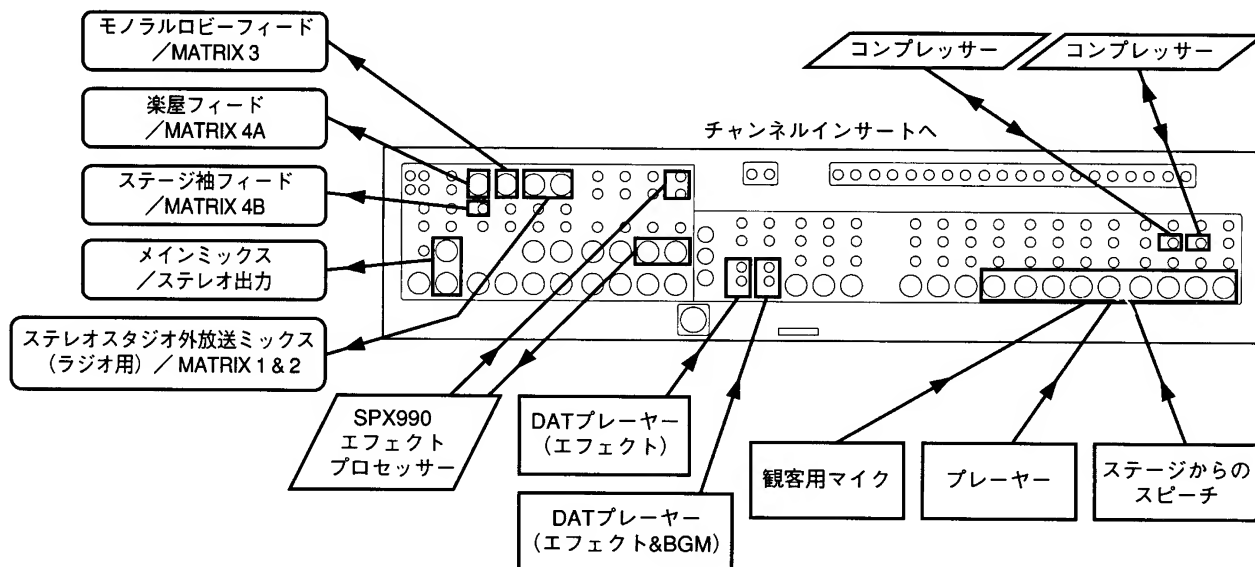 モノラルロビーフィード
／MATRIX 3
楽屋フィード
／MATRIX 4A
ステージ袖フィード
／MATRIX 4B
メインミックス
／ステレオ出力
ステレオスタジオ外放送ミックス
（ラジオ用）／ MATRIX 1 & 2
コンプレッサー
コンプレッサー
チャンネルインサートへ
SPX990
エフェクト
プロセッサー
DATプレーヤー
（エフェクト）
DATプレーヤー
（エフェクト&BGM）
観客用マイク
プレーヤー
ステージからの
スピーチ